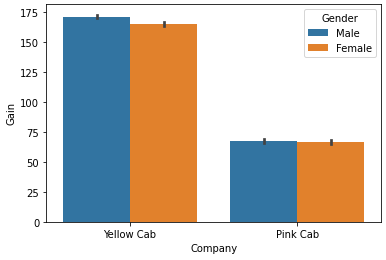 175
150
125
100
75
50
25
0
Gain
Gender
Male
Female
Yellow Cab
Pink Cab
Company